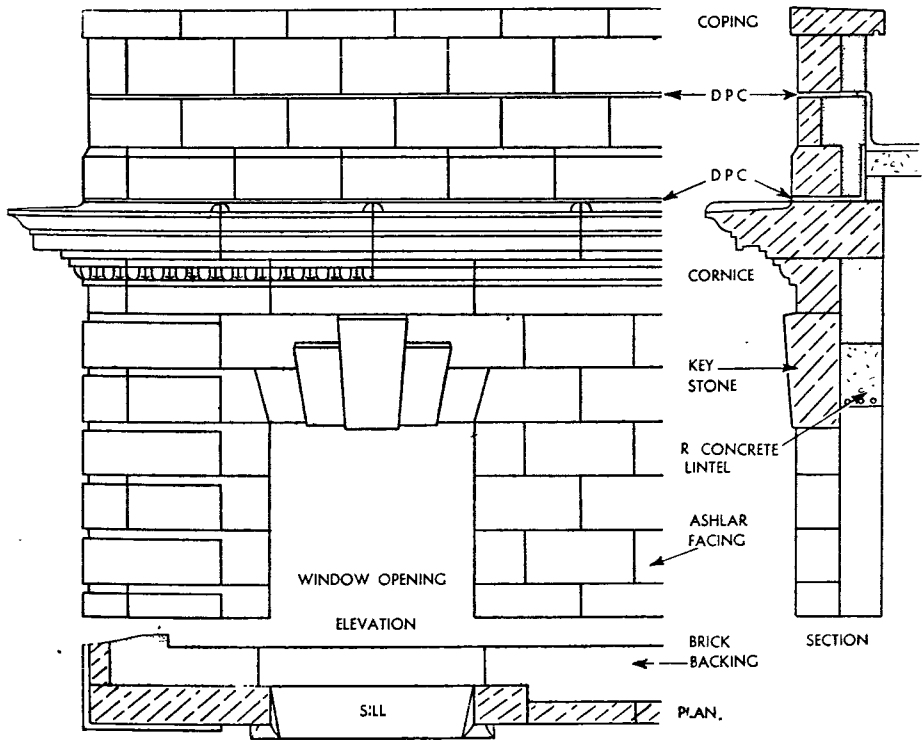 COPING
DPC
DPC
CORNICE
KEY
STONE
R CONCRETE
LINTEL
ASHLAR
FACING
WINDOW OPENING
ELEVATION
SECTION
BRICK
BACKING
SILL
PLAN.